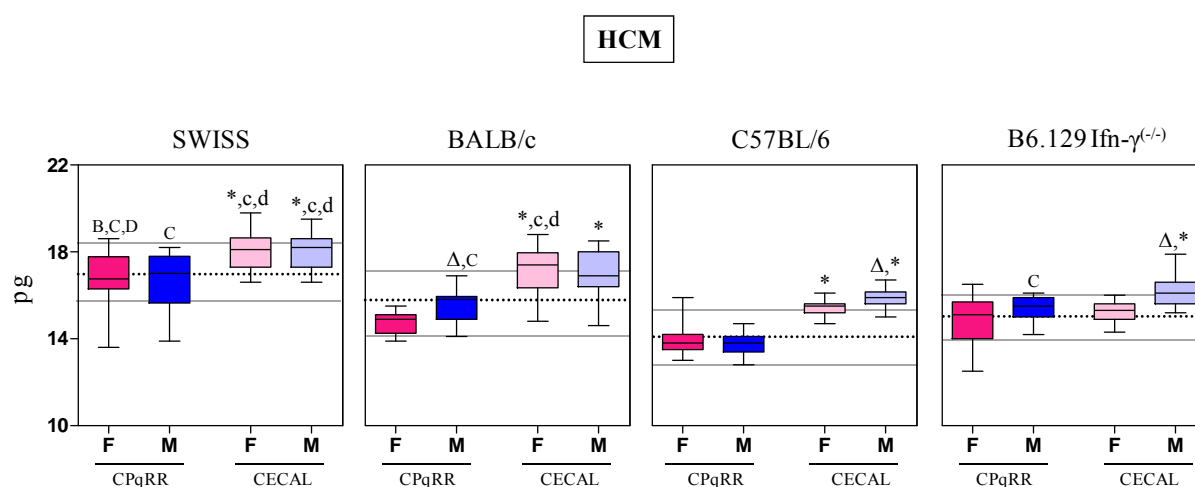 HCM
SWISS BALB/c C57BL/6 B6.129 Ifn-γ(-/-)
22
18
14
10
pg
B,C,D C *,c,d *,c,d
Δ,C *,c,d *
* Δ,*
C Δ,*
F M F M F M F M F M F M F M F M
CPqRR CECAL CPqRR CECAL CPqRR CECAL CPqRR CECAL